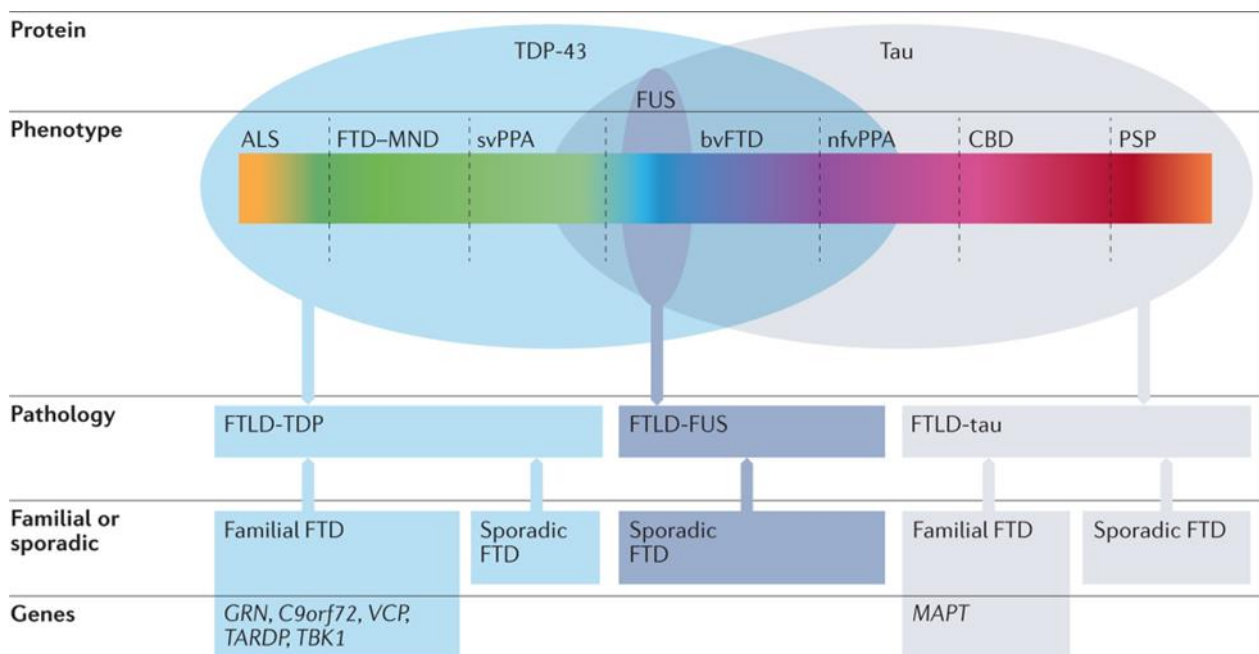 Protein
TDP-43
Tau
FUS
Phenotype
ALS
FTD–MND
svPPA
bvFTD
nfvPPA
CBD
PSP
Pathology
FTLD-TDP
FTLD-FUS
FTLD-tau
Familial or
sporadic
Familial FTD
Sporadic
FTD
Sporadic
FTD
Familial FTD
Sporadic FTD
Genes
GRN, C9orf72, VCP,
TARDP, TBK1
MAPT